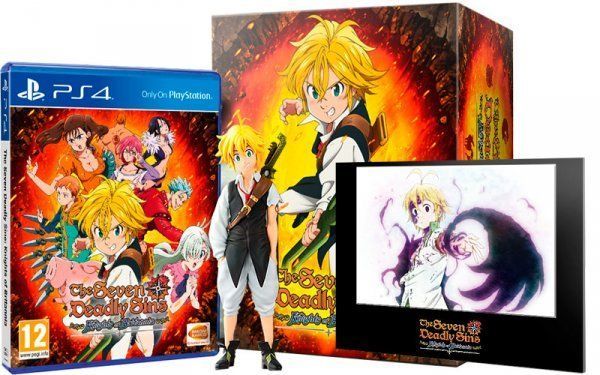 PS4
Only On PlayStation
PS4
The Seven Deadly Sins: Knights of Britannia
The Seven
Deadly Sins
Knights of Britannia
12
www.pegi.info
BANDAI
NAMCO
The Seven
Deadly Sins
Knights of Britannia
The Seven
Deadly Sins
Knights of Britannia